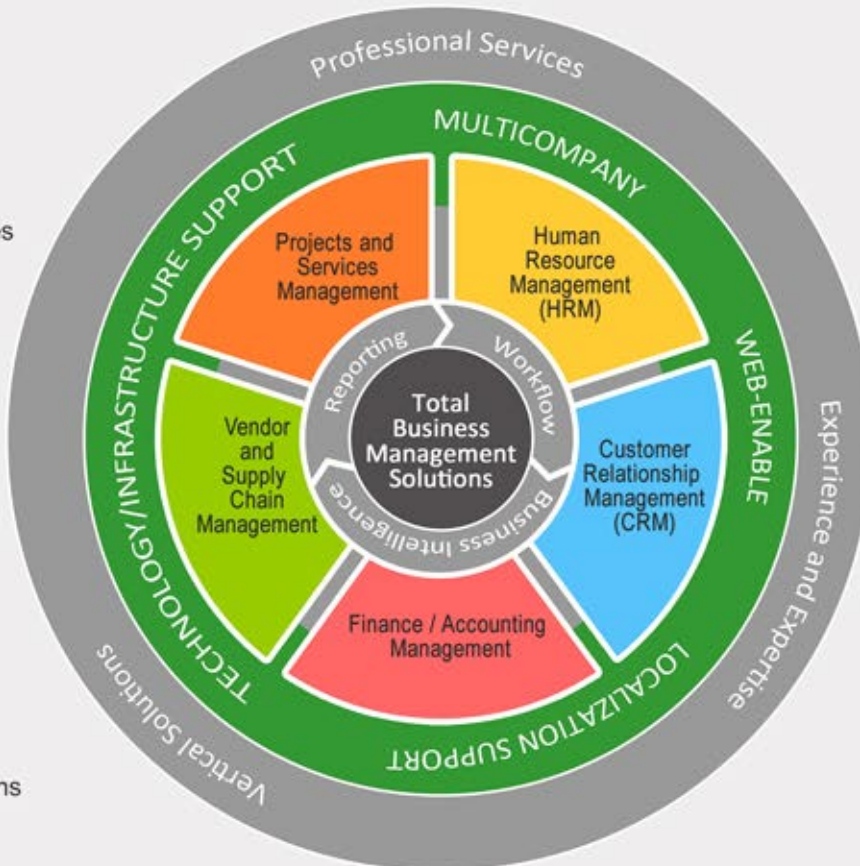 Professional Services
Experience and Expertise
Vertical Solutions
MULTICOMPANY
WEB-ENABLE
LOCALIZATION SUPPORT
TECHNOLOGY/INFRASTRUCTURE SUPPORT
Projects and
Services
Management
Human
Resource
Management
(HRM)
Customer
Relationship
Management
(CRM)
Finance / Accounting
Management
Vendor
and
Supply
Chain
Management
Reporting
Workflow
Business Intelligence
Total
Business
Management
Solutions